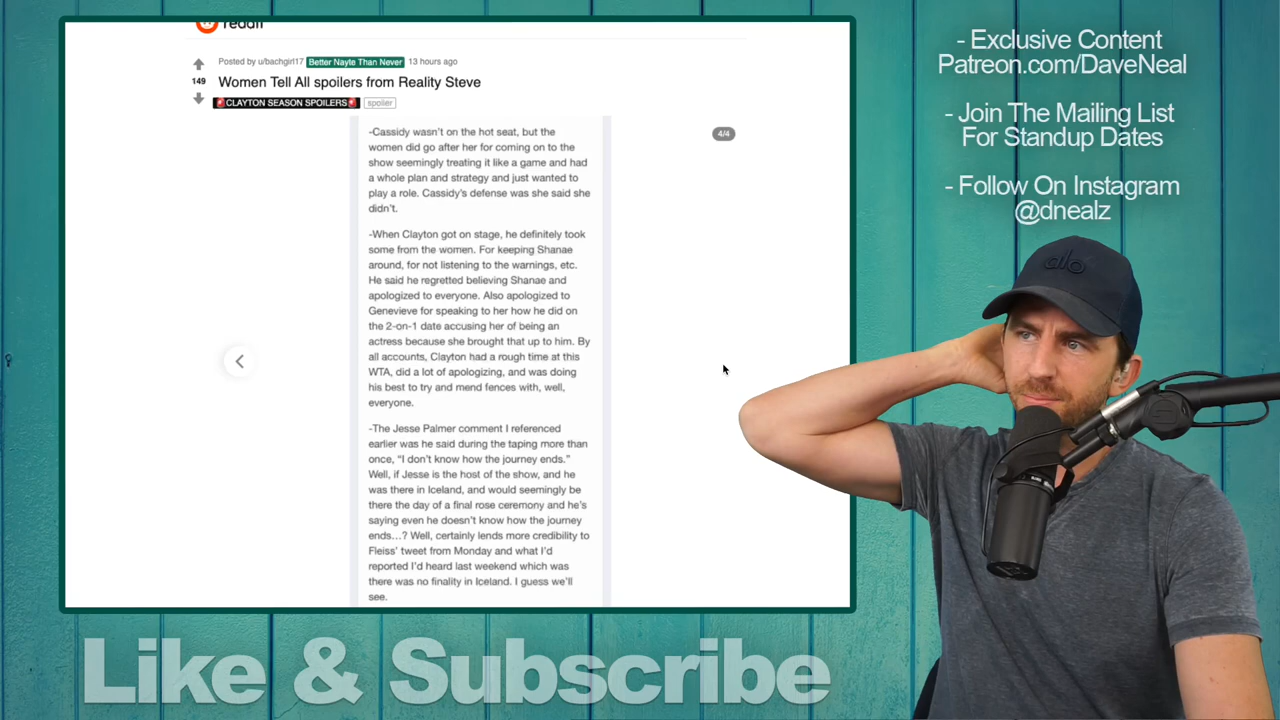 reddit
Posted by u/bachgirl17 Better Nayte Than Never 13 hours ago
149
Women Tell All spoilers from Reality Steve
🚨CLAYTON SEASON SPOILERS🚨 spoiler
4/4
-Cassidy wasn't on the hot seat, but the
women did go after her for coming on to the
show seemingly treating it like a game and had
a whole plan and strategy and just wanted to
play a role. Cassidy's defense was she said she
didn't.
-When Clayton got on stage, he definitely took
some from the women. For keeping Shanae
around, for not listening to the warnings, etc.
He said he regretted believing Shanae and
apologized to everyone. Also apologized to
Genevieve for speaking to her how he did on
the 2-on-1 date accusing her of being an
actress because she brought that up to him. By
all accounts, Clayton had a rough time at this
WTA, did a lot of apologizing, and was doing
his best to try and mend fences with, well,
everyone.
-The Jesse Palmer comment I referenced
earlier was he said during the taping more than
once, "I don't know how the journey ends."
Well, if Jesse is the host of the show, and he
was there in Iceland, and would seemingly be
there the day of a final rose ceremony and he's
saying even he doesn't know how the journey
ends…? Well, certainly lends more credibility to
Fleiss' tweet from Monday and what I'd
reported I'd heard last weekend which was
there was no finality in Iceland. I guess we'll
see.
- Exclusive Content
Patreon.com/DaveNeal
- Join The Mailing List
For Standup Dates
- Follow On Instagram
@dnealz
alo
Like & Subscribe